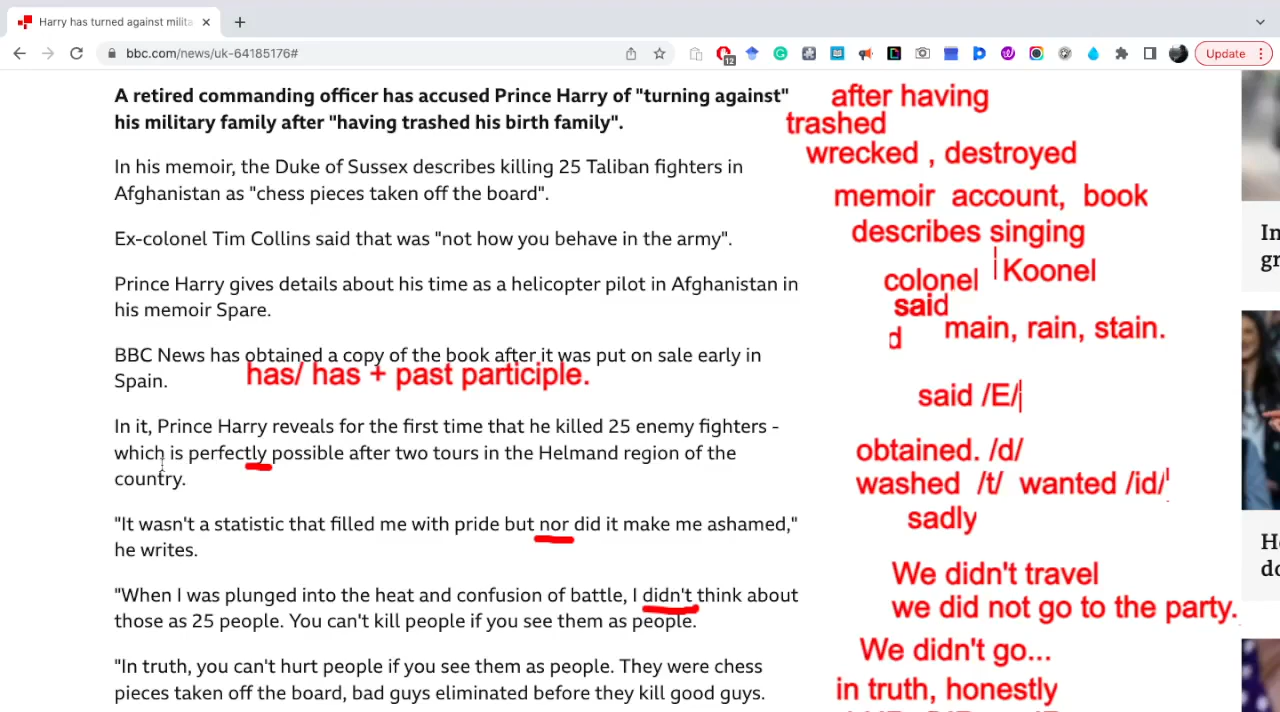 Harry has turned against milita
bbc.com/news/uk-64185176#
12
Update
A retired commanding officer has accused Prince Harry of "turning against"
his military family after "having trashed his birth family".
In his memoir, the Duke of Sussex describes killing 25 Taliban fighters in
Afghanistan as "chess pieces taken off the board".
Ex-colonel Tim Collins said that was "not how you behave in the army".
Prince Harry gives details about his time as a helicopter pilot in Afghanistan in
his memoir Spare.
BBC News has obtained a copy of the book after it was put on sale early in
Spain.
has/ has + past participle.
In it, Prince Harry reveals for the first time that he killed 25 enemy fighters -
which is perfectly possible after two tours in the Helmand region of the
country.
"It wasn't a statistic that filled me with pride but nor did it make me ashamed,"
he writes.
"When I was plunged into the heat and confusion of battle, I didn't think about
those as 25 people. You can't kill people if you see them as people.
"In truth, you can't hurt people if you see them as people. They were chess
pieces taken off the board, bad guys eliminated before they kill good guys.
after having
trashed
wrecked , destroyed
memoir account, book
describes singing
colonel Koonel
said
d main, rain, stain.
said /E/
obtained. /d/
washed /t/ wanted /id/
sadly
We didn't travel
we did not go to the party.
We didn't go...
in truth, honestly
In
gr
H
do